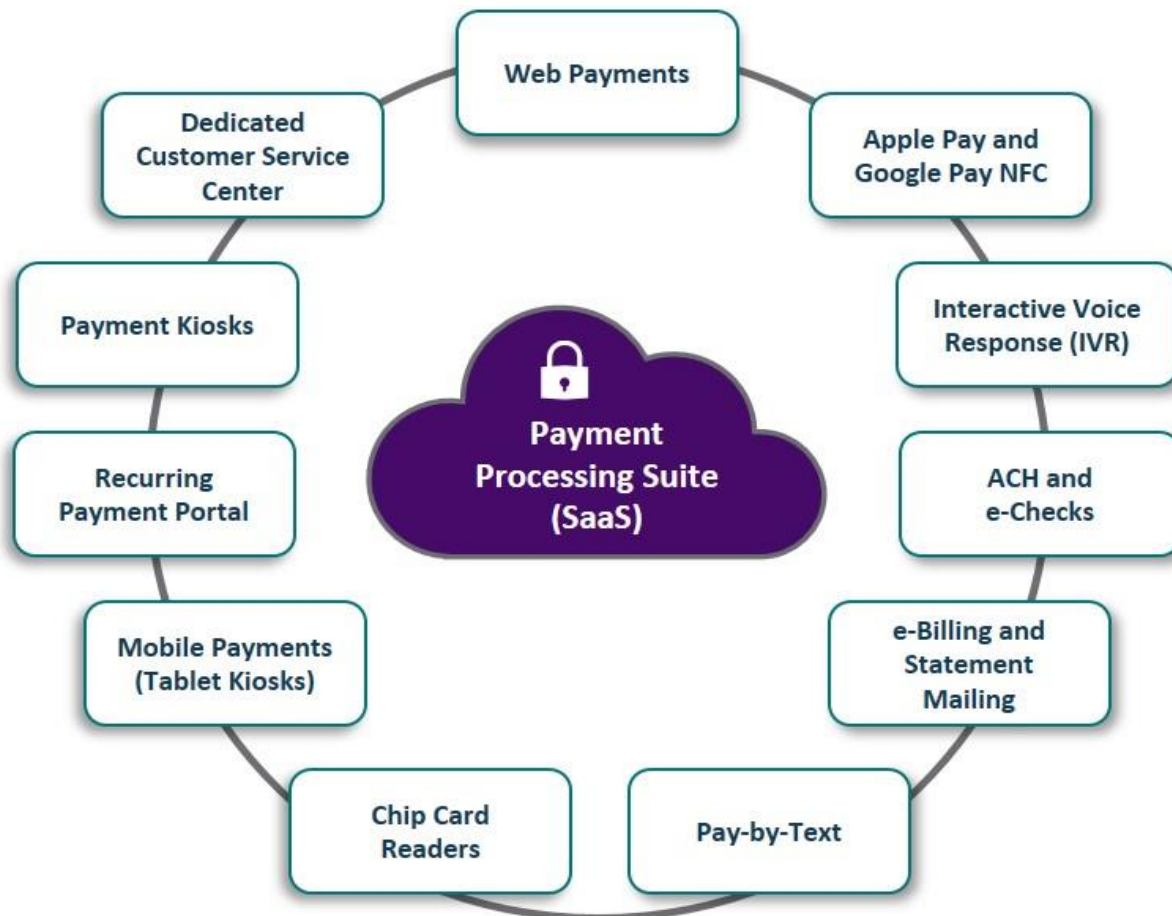 Web Payments
Apple Pay and
Google Pay NFC
Interactive Voice
Response (IVR)
ACH and
e-Checks
e-Billing and
Statement
Mailing
Pay-by-Text
Chip Card
Readers
Mobile Payments
(Tablet Kiosks)
Recurring
Payment Portal
Payment Kiosks
Dedicated
Customer Service
Center
Payment
Processing Suite
(SaaS)